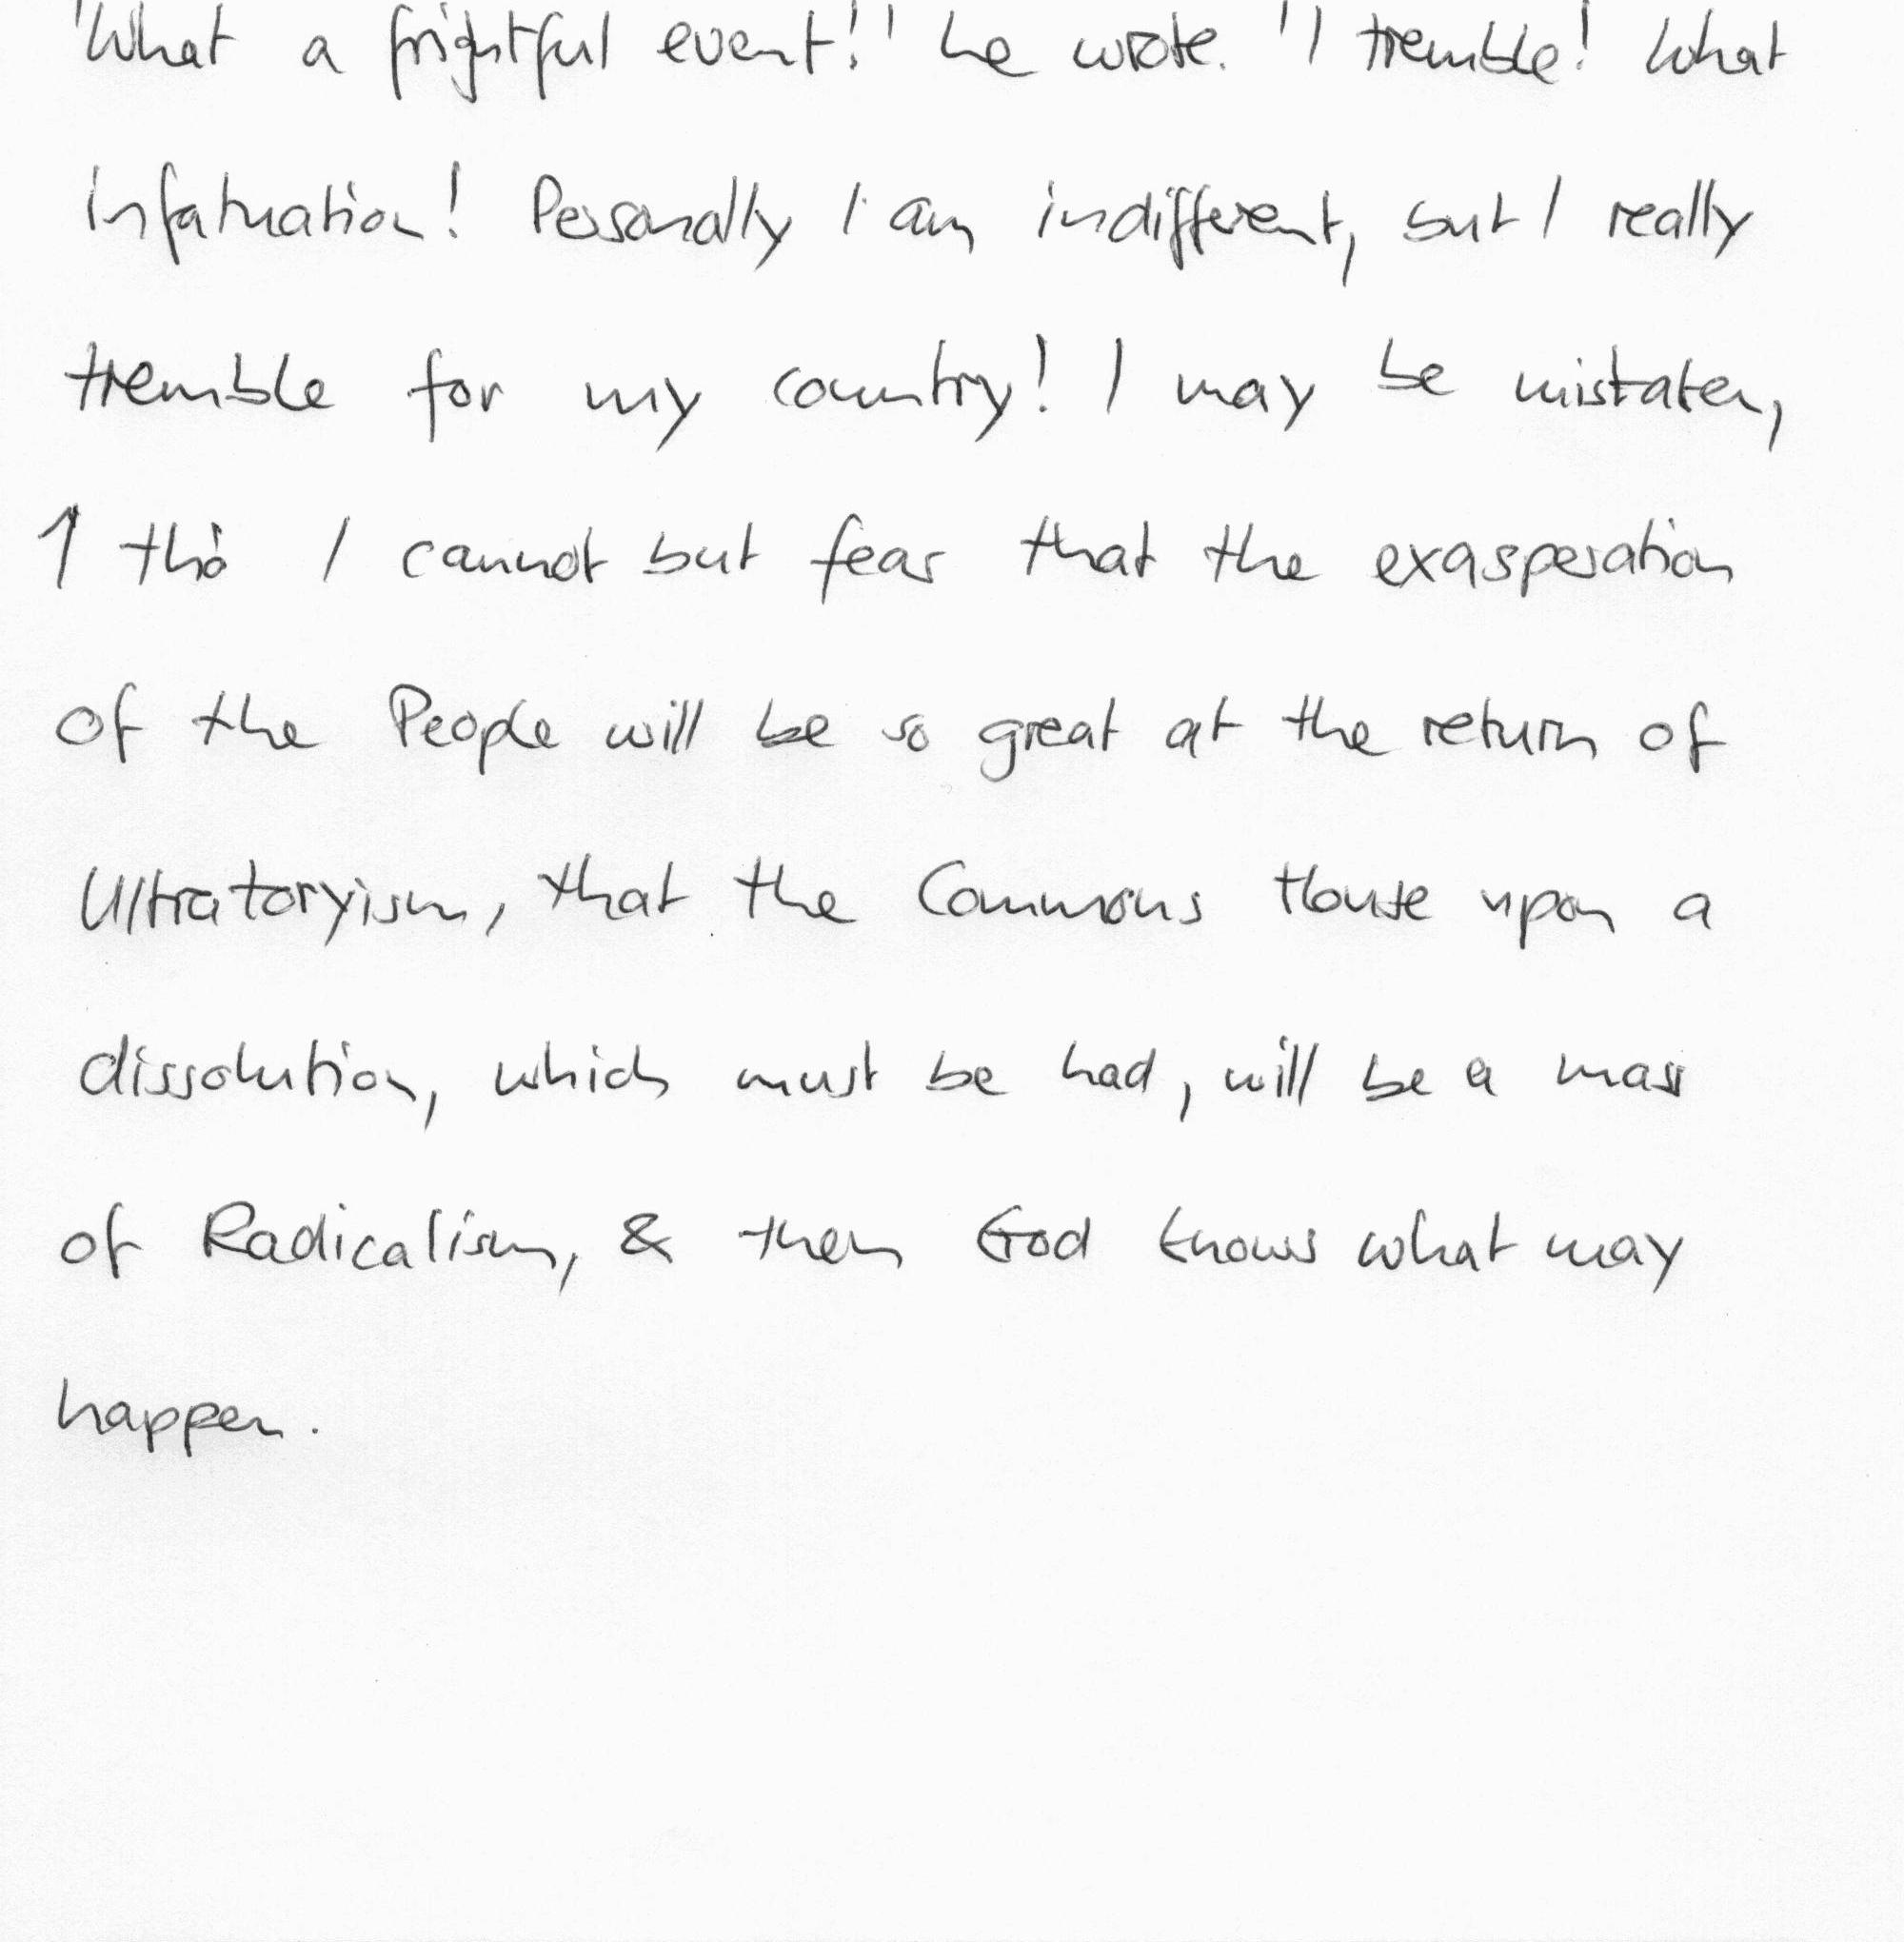 'What a frightful event!' he wrote. 'I tremble! What
infatuation! Personally I am indifferent, but I really
tremble for my country! I may be mistaken,
1 tho' I cannot but fear that the exasperation
of the People will be so great at the return of
Ultratoryism, that the Commons House upon a
dissolution, which must be had, will be a mass
of Radicalism, & then God knows what may
happen.